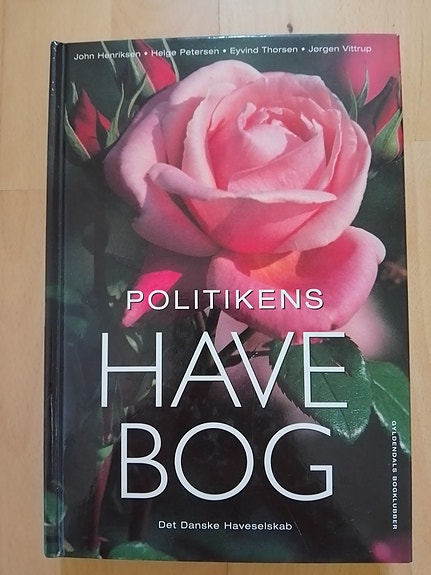 John Henriksen • Helge Petersen • Eyvind Thorsen • Jørgen Vittrup
POLITIKENS
HAVE
BOG
Det Danske Haveselskab
GYLDENDALS BOGKLUBBER